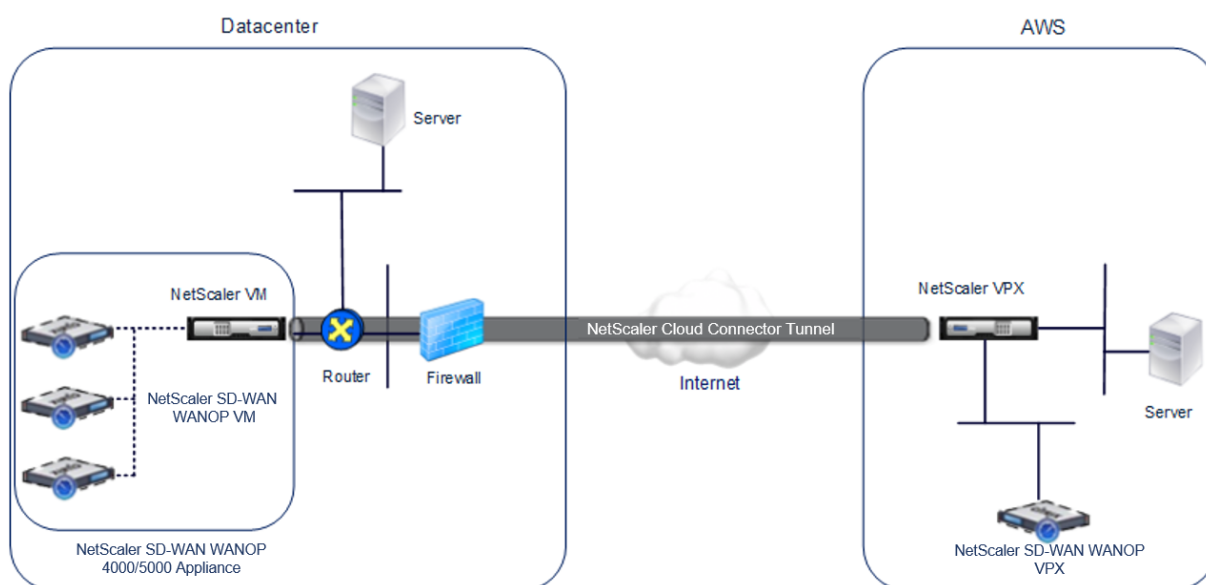 Datacenter
AWS
Server
NetScaler VM
NetScaler VPX
NetScaler Cloud Connector Tunnel
Router
Firewall
Internet
NetScaler SD-WAN
WANOP VM
Server
NetScaler SD-WAN WANOP
4000/5000 Appliance
NetScaler SD-WAN WANOP
VPX